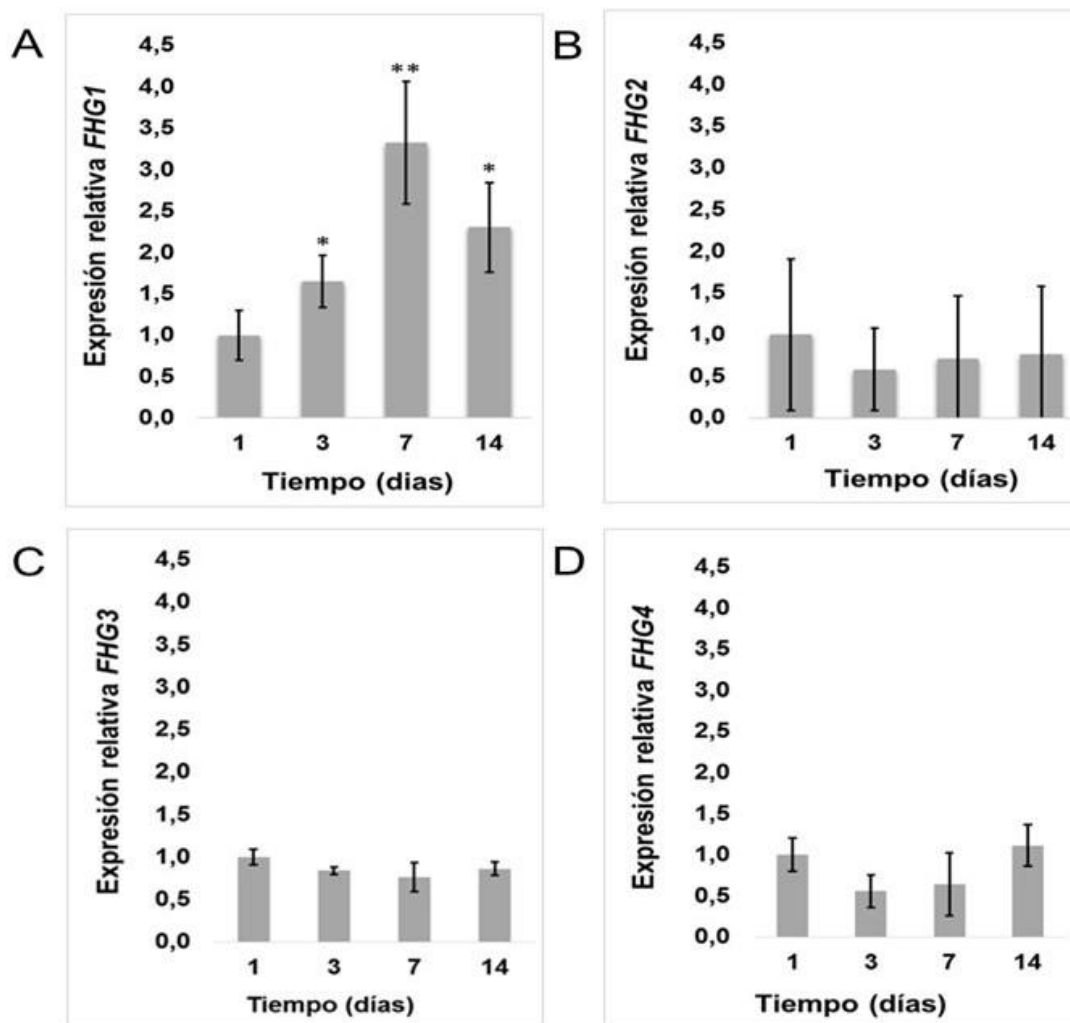 A
Expresión relativa FHG1
4,5
4,0
3,5
3,0
2,5
2,0
1,5
1,0
0,5
0,0
*
**
*
1 3 7 14
Tiempo (dias)
B
Expresión relativa FHG2
4,5
4,0
3,5
3,0
2,5
2,0
1,5
1,0
0,5
0,0
1 3 7 14
Tiempo (días)
C
Expresión relativa FHG3
4,5
4,0
3,5
3,0
2,5
2,0
1,5
1,0
0,5
0,0
1 3 7 14
Tiempo (días)
D
Expresión relativa FHG4
4,5
4,0
3,5
3,0
2,5
2,0
1,5
1,0
0,5
0,0
1 3 7 14
Tiempo (días)